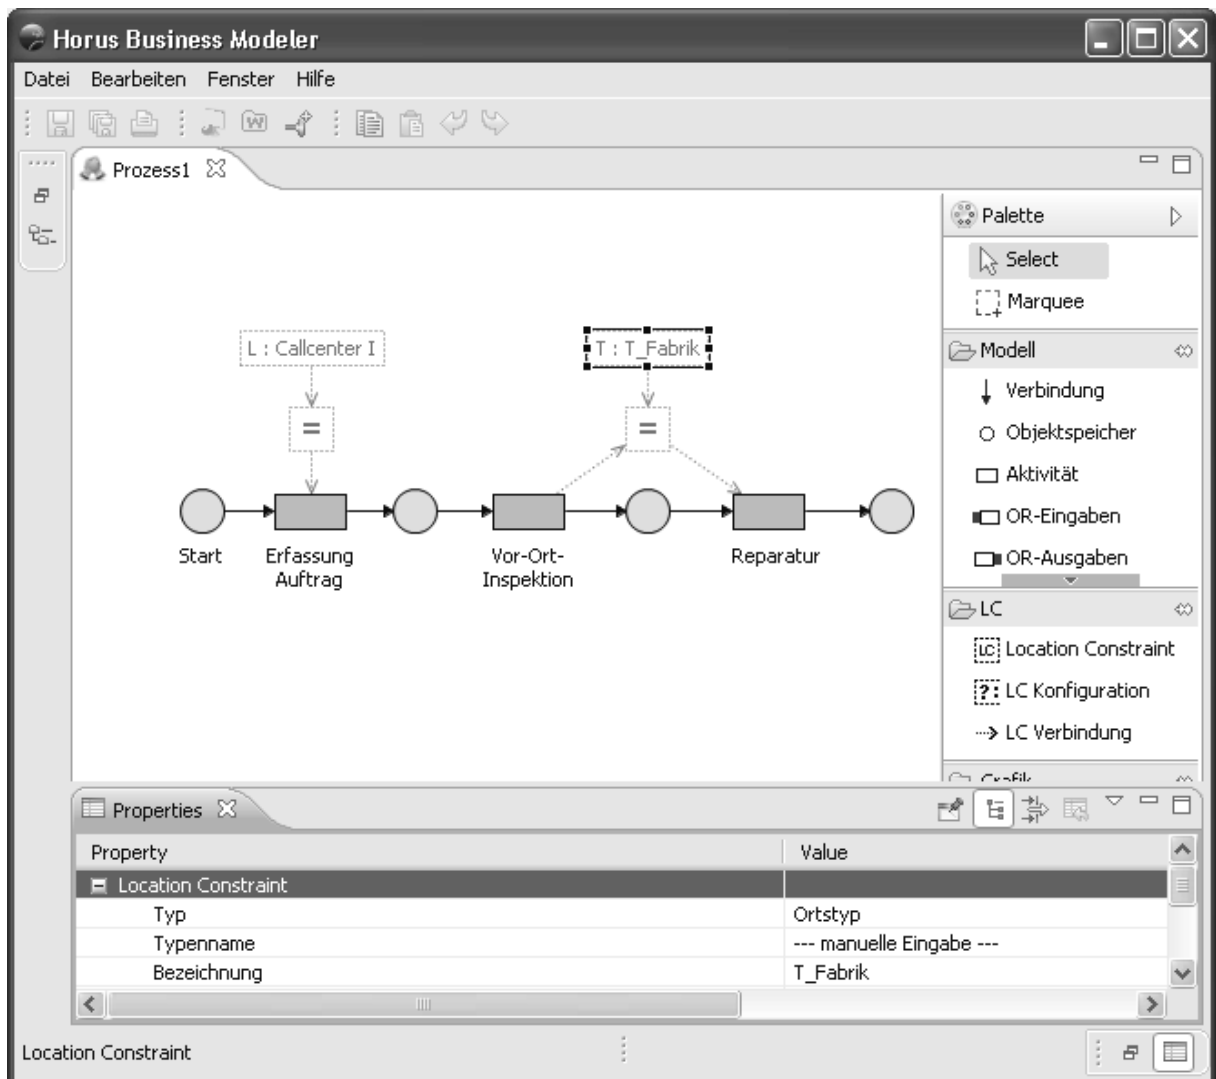 Horus Business Modeler
Datei Bearbeiten Fenster Hilfe
Prozess1
Palette
Select
Marquee
Modell
Verbindung
Objektspeicher
Aktivität
OR-Eingaben
OR-Ausgaben
LC
LC Location Constraint
?: LC Konfiguration
LC Verbindung
Grafik
L : Callcenter I
T : T_Fabrik
=
=
Start
Erfassung
Auftrag
Vor-Ort-
Inspektion
Reparatur
Properties
Property Value
Location Constraint
Typ Ortstyp
Typenname --- manuelle Eingabe ---
Bezeichnung T_Fabrik
Location Constraint